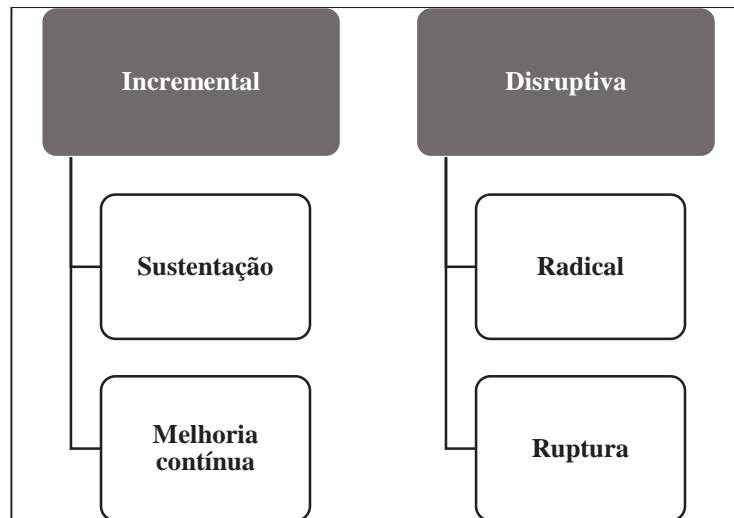 Incremental
Sustentação
Melhoria
contínua
Disruptiva
Radical
Ruptura